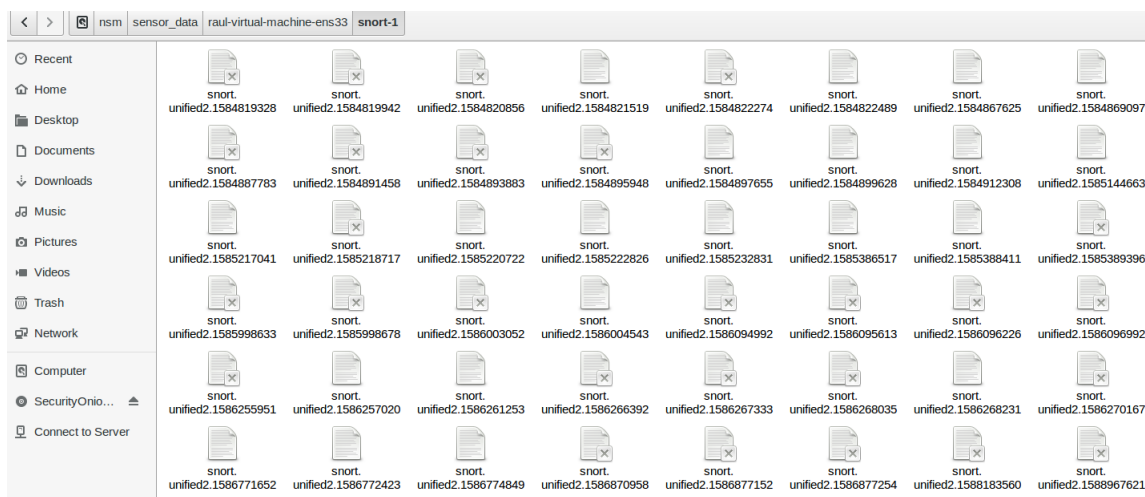 nsm sensor_data raul-virtual-machine-ens33 snort-1
Recent
Home
Desktop
Documents
Downloads
Music
Pictures
Videos
Trash
Network
Computer
SecurityOnio...
Connect to Server
snort. snort. snort. snort. snort. snort. snort. snort.
unified2.1584819328 unified2.1584819942 unified2.1584820856 unified2.1584821519 unified2.1584822274 unified2.1584822489 unified2.1584867625 unified2.1584869097
snort. snort. snort. snort. snort. snort. snort. snort.
unified2.1584887783 unified2.1584891458 unified2.1584893883 unified2.1584895948 unified2.1584897655 unified2.1584899628 unified2.1584912308 unified2.1585144663
snort. snort. snort. snort. snort. snort. snort. snort.
unified2.1585217041 unified2.1585218717 unified2.1585220722 unified2.1585222826 unified2.1585232831 unified2.1585386517 unified2.1585388411 unified2.1585389396
snort. snort. snort. snort. snort. snort. snort. snort.
unified2.1585998633 unified2.1585998678 unified2.1586003052 unified2.1586004543 unified2.1586094992 unified2.1586095613 unified2.1586096226 unified2.1586096992
snort. snort. snort. snort. snort. snort. snort. snort.
unified2.1586255951 unified2.1586257020 unified2.1586261253 unified2.1586266392 unified2.1586267333 unified2.1586268035 unified2.1586268231 unified2.1586270167
snort. snort. snort. snort. snort. snort. snort. snort.
unified2.1586771652 unified2.1586772423 unified2.1586774849 unified2.1586870958 unified2.1586877152 unified2.1586877254 unified2.1588183560 unified2.1588967621